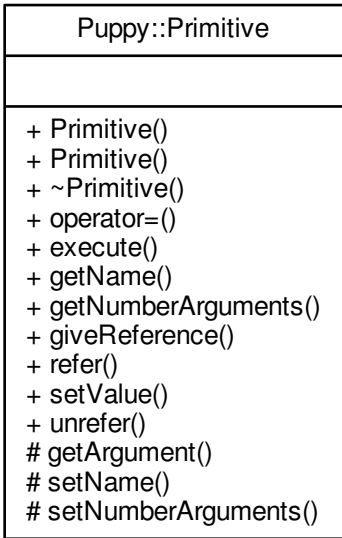 Puppy::Primitive
+ Primitive()
+ Primitive()
+ ~Primitive()
+ operator=()
+ execute()
+ getName()
+ getNumberArguments()
+ giveReference()
+ refer()
+ setValue()
+ unrefer()
# getArgument()
# setName()
# setNumberArguments()